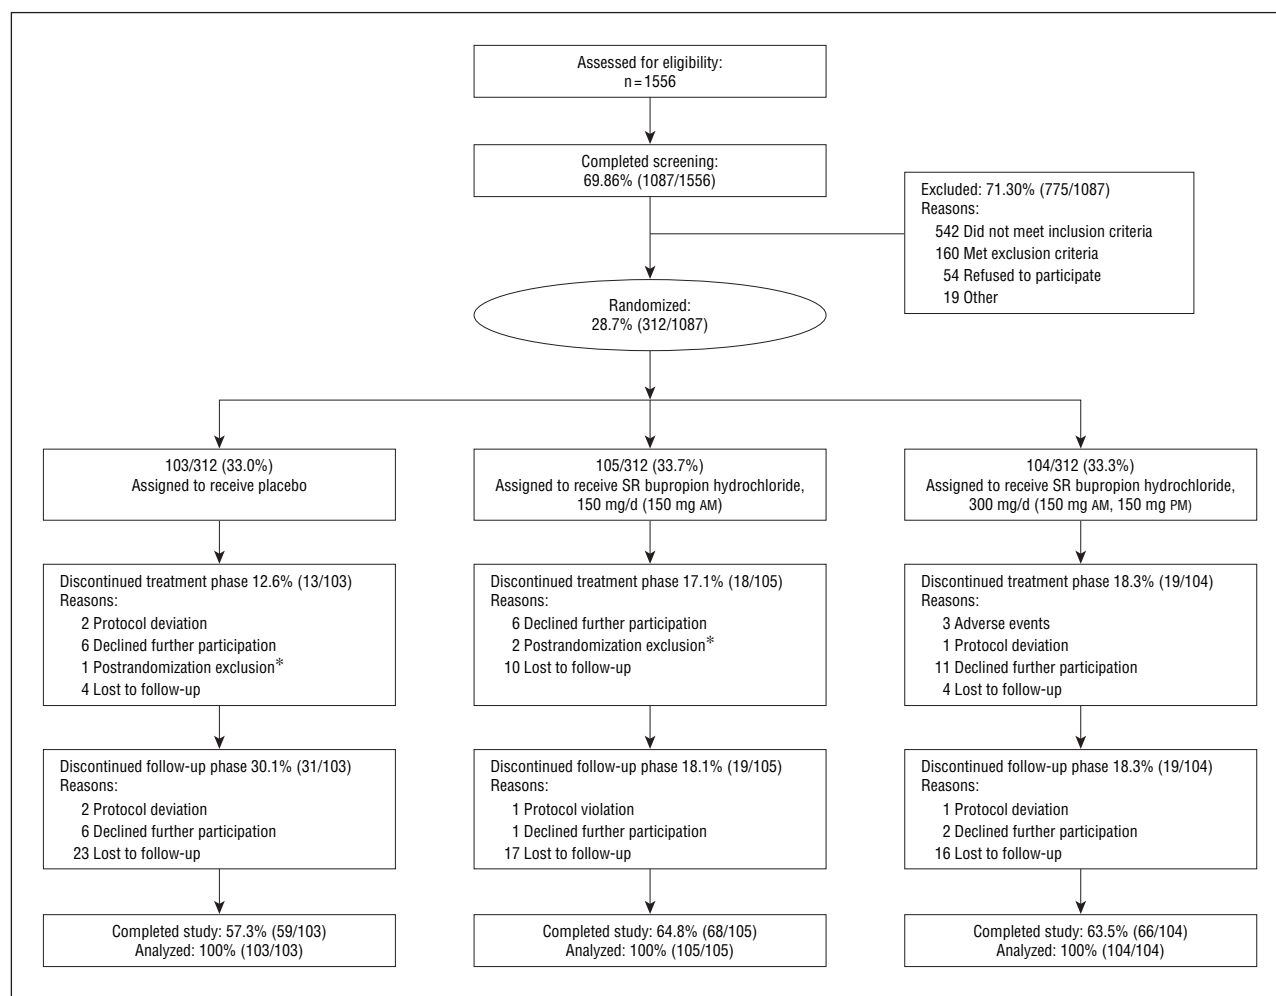 Assessed for eligibility:
n=1556
Completed screening:
69.86% (1087/1556)
Excluded: 71.30% (775/1087)
Reasons:
542 Did not meet inclusion criteria
160 Met exclusion criteria
54 Refused to participate
19 Other
Randomized:
28.7% (312/1087)
103/312 (33.0%)
Assigned to receive placebo
105/312 (33.7%)
Assigned to receive SR bupropion hydrochloride,
150 mg/d (150 mg AM)
104/312 (33.3%)
Assigned to receive SR bupropion hydrochloride,
300 mg/d (150 mg AM, 150 mg PM)
Discontinued treatment phase 12.6% (13/103)
Reasons:
2 Protocol deviation
6 Declined further participation
1 Postrandomization exclusion*
4 Lost to follow-up
Discontinued treatment phase 17.1% (18/105)
Reasons:
6 Declined further participation
2 Postrandomization exclusion*
10 Lost to follow-up
Discontinued treatment phase 18.3% (19/104)
Reasons:
3 Adverse events
1 Protocol deviation
11 Declined further participation
4 Lost to follow-up
Discontinued follow-up phase 30.1% (31/103)
Reasons:
2 Protocol deviation
6 Declined further participation
23 Lost to follow-up
Discontinued follow-up phase 18.1% (19/105)
Reasons:
1 Protocol violation
1 Declined further participation
17 Lost to follow-up
Discontinued follow-up phase 18.3% (19/104)
Reasons:
1 Protocol deviation
2 Declined further participation
16 Lost to follow-up
Completed study: 57.3% (59/103)
Analyzed: 100% (103/103)
Completed study: 64.8% (68/105)
Analyzed: 100% (105/105)
Completed study: 63.5% (66/104)
Analyzed: 100% (104/104)